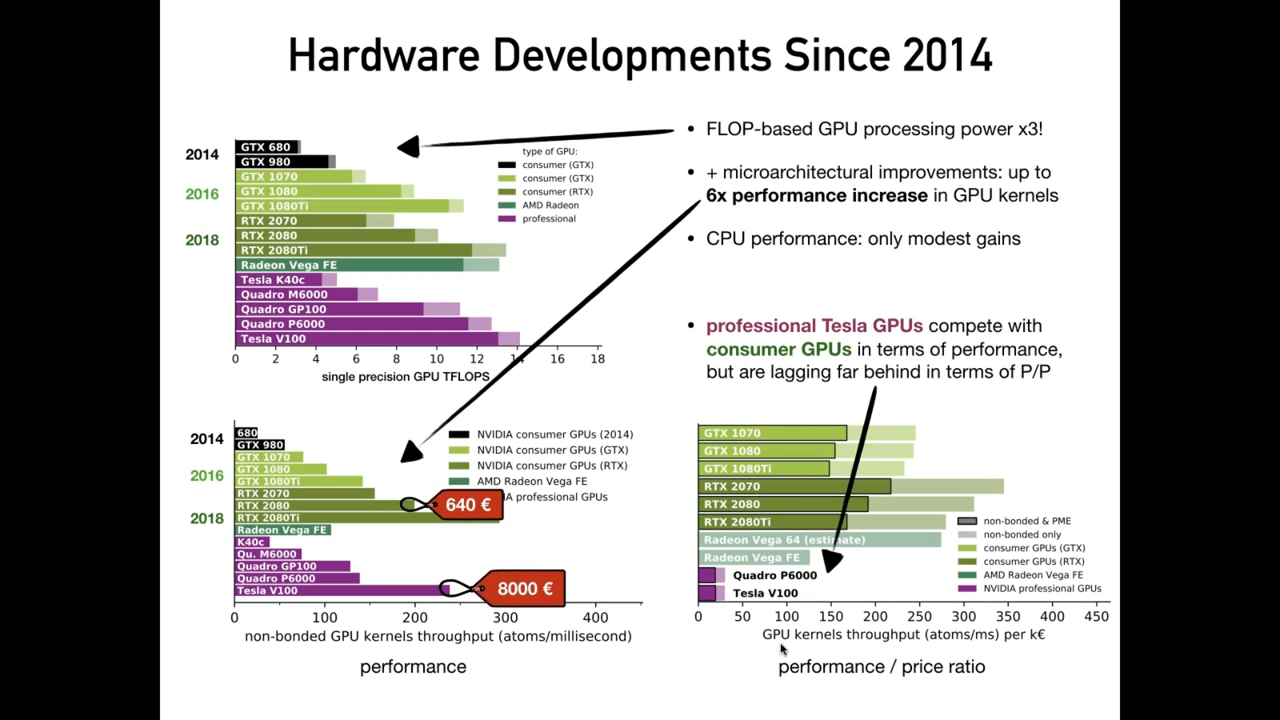 Hardware Developments Since 2014
2014
2016
2018
GTX 680
GTX 980
GTX 1070
GTX 1080
GTX 1080Ti
RTX 2070
RTX 2080
RTX 2080Ti
Radeon Vega FE
Tesla K40c
Quadro M6000
Quadro GP100
Quadro P6000
Tesla V100
0 2 4 6 8 10 12 14 16 18
single precision GPU TFLOPS
type of GPU:
consumer (GTX)
consumer (GTX)
consumer (RTX)
AMD Radeon
professional
• FLOP-based GPU processing power x3!
• + microarchitectural improvements: up to
6x performance increase in GPU kernels
• CPU performance: only modest gains
• professional Tesla GPUs compete with
consumer GPUs in terms of performance,
but are lagging far behind in terms of P/P
2014
2016
2018
680
GTX 980
GTX 1070
GTX 1080
GTX 1080Ti
RTX 2070
RTX 2080
RTX 2080Ti
Radeon Vega FE
K40c
Qu. M6000
Quadro GP100
Quadro P6000
Tesla V100
NVIDIA consumer GPUs (2014)
NVIDIA consumer GPUs (GTX)
NVIDIA consumer GPUs (RTX)
AMD Radeon Vega FE
IA professional GPUs
640 €
8000 €
0 100 200 300 400
non-bonded GPU kernels throughput (atoms/millisecond)
performance
GTX 1070
GTX 1080
GTX 1080Ti
RTX 2070
RTX 2080
RTX 2080Ti
Radeon Vega 64 (estimate)
Radeon Vega FE
Quadro P6000
Tesla V100
non-bonded & PME
non-bonded only
consumer GPUs (GTX)
consumer GPUs (RTX)
AMD Radeon Vega FE
NVIDIA professional GPUs
0 50 100 150 200 250 300 350 400 450
GPU kernels throughput (atoms/ms) per k€
performance / price ratio